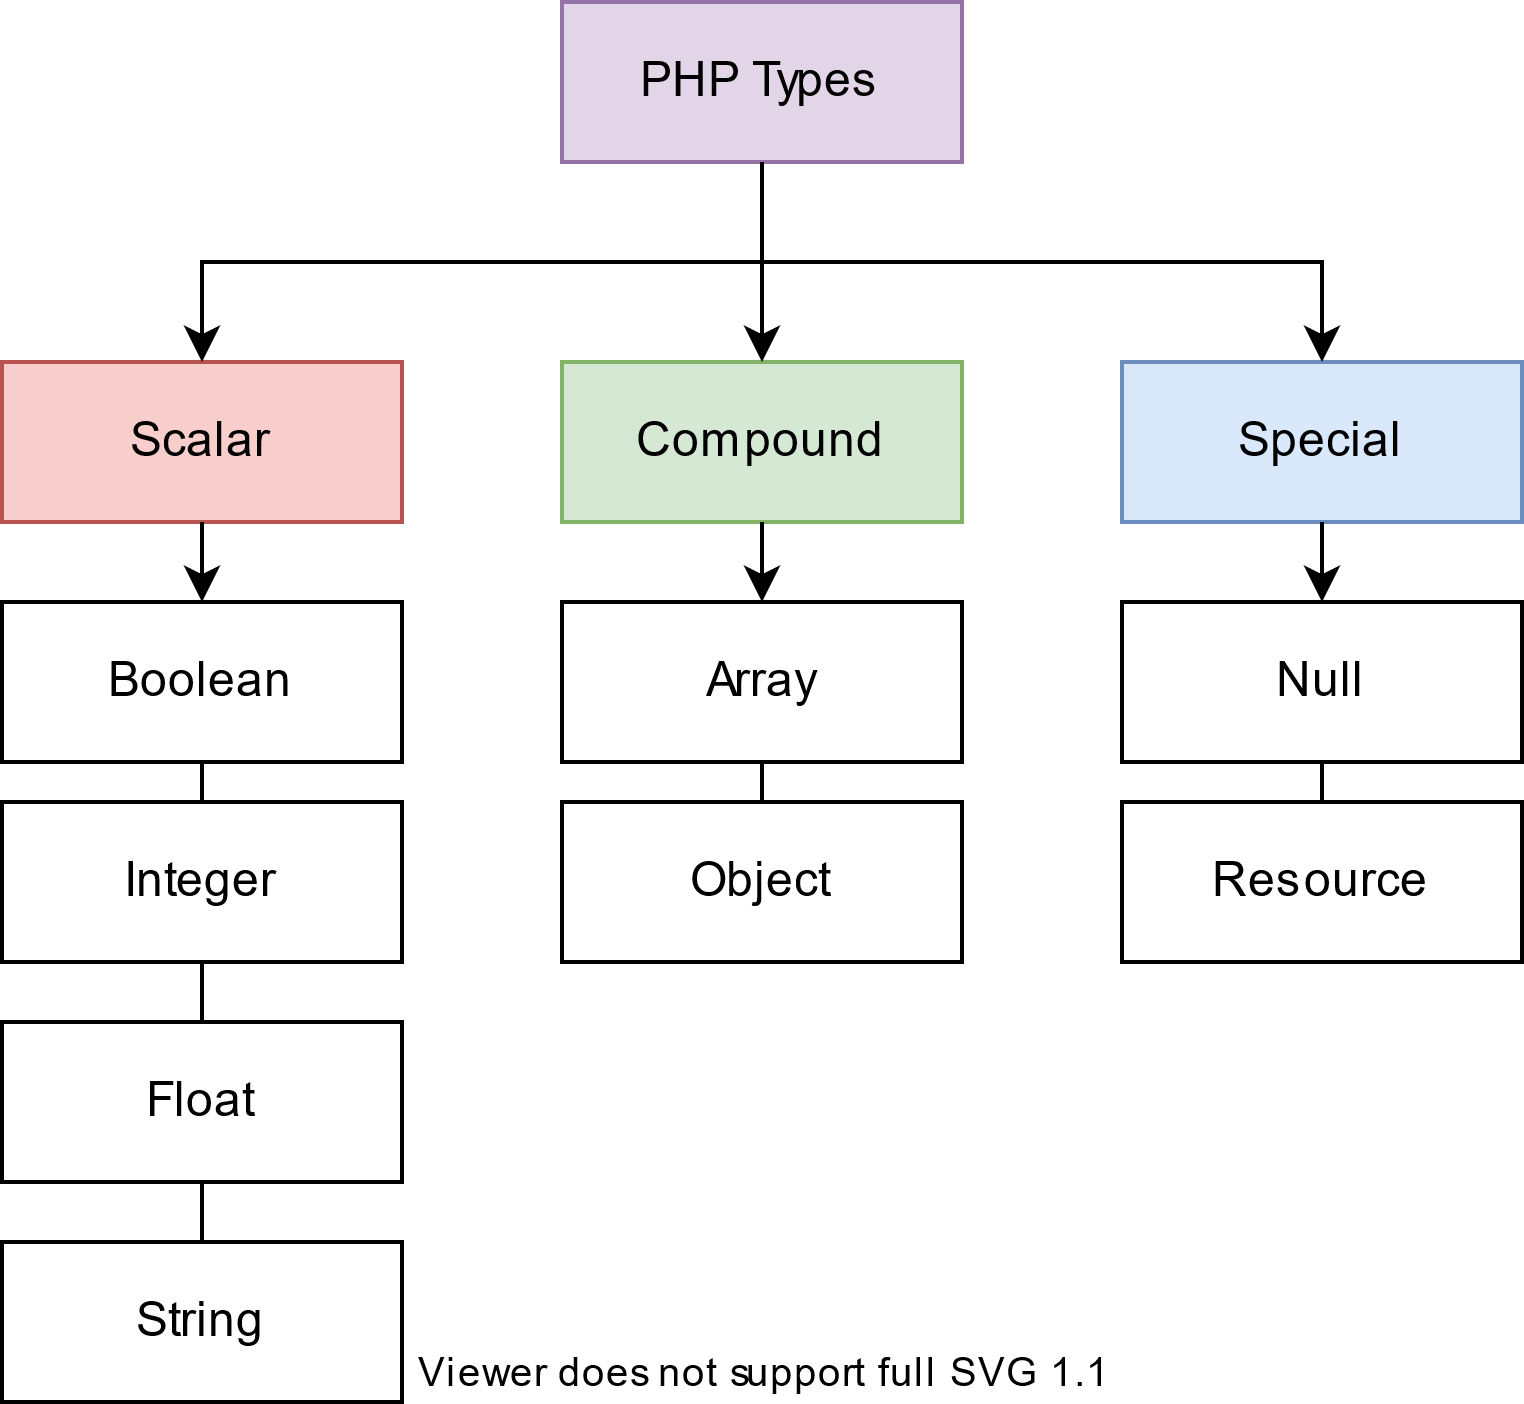 PHP Types
Scalar
Compound
Special
Boolean
Array
Null
Integer
Object
Resource
Float
String
Viewer does not support full SVG 1.1